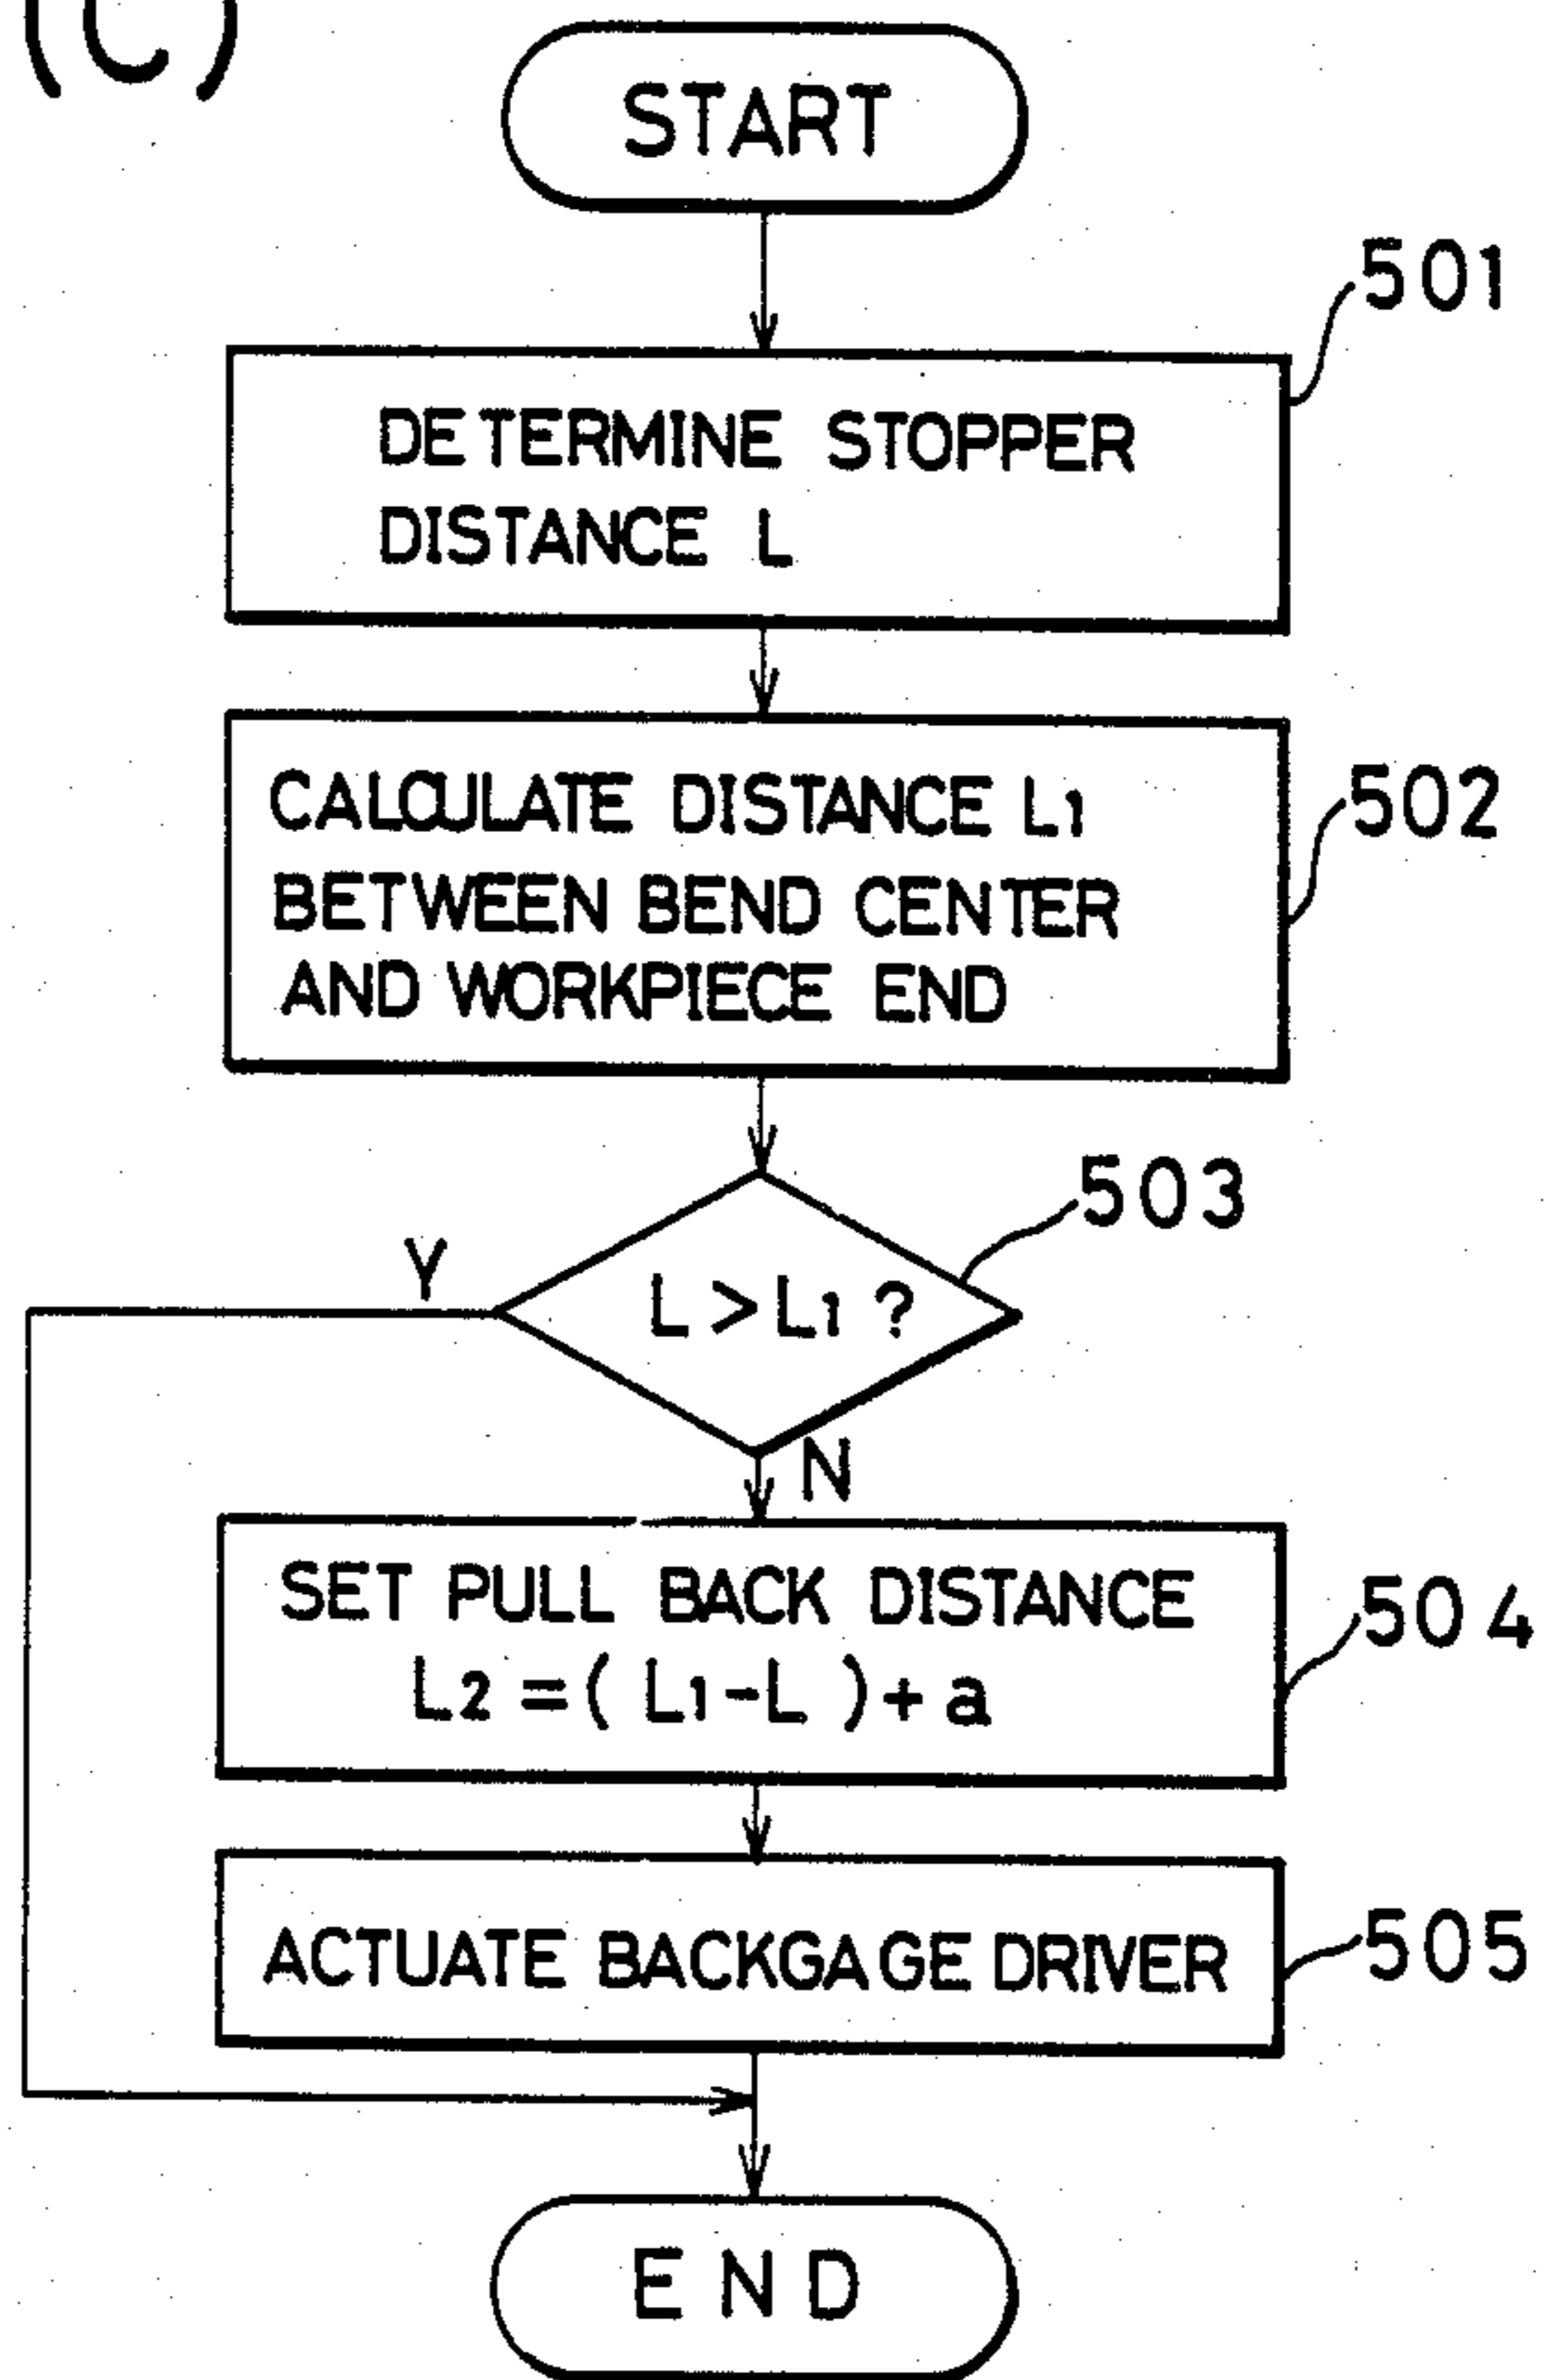 (C)
START
501
DETERMINE STOPPER
DISTANCE L
502
CALCULATE DISTANCE L1
BETWEEN BEND CENTER
AND WORKPIECE END
503
Y
L > L1 ?
N
504
SET PULL BACK DISTANCE
L2 = ( L1 - L ) + a
505
ACTUATE BACKGAGE DRIVER
END